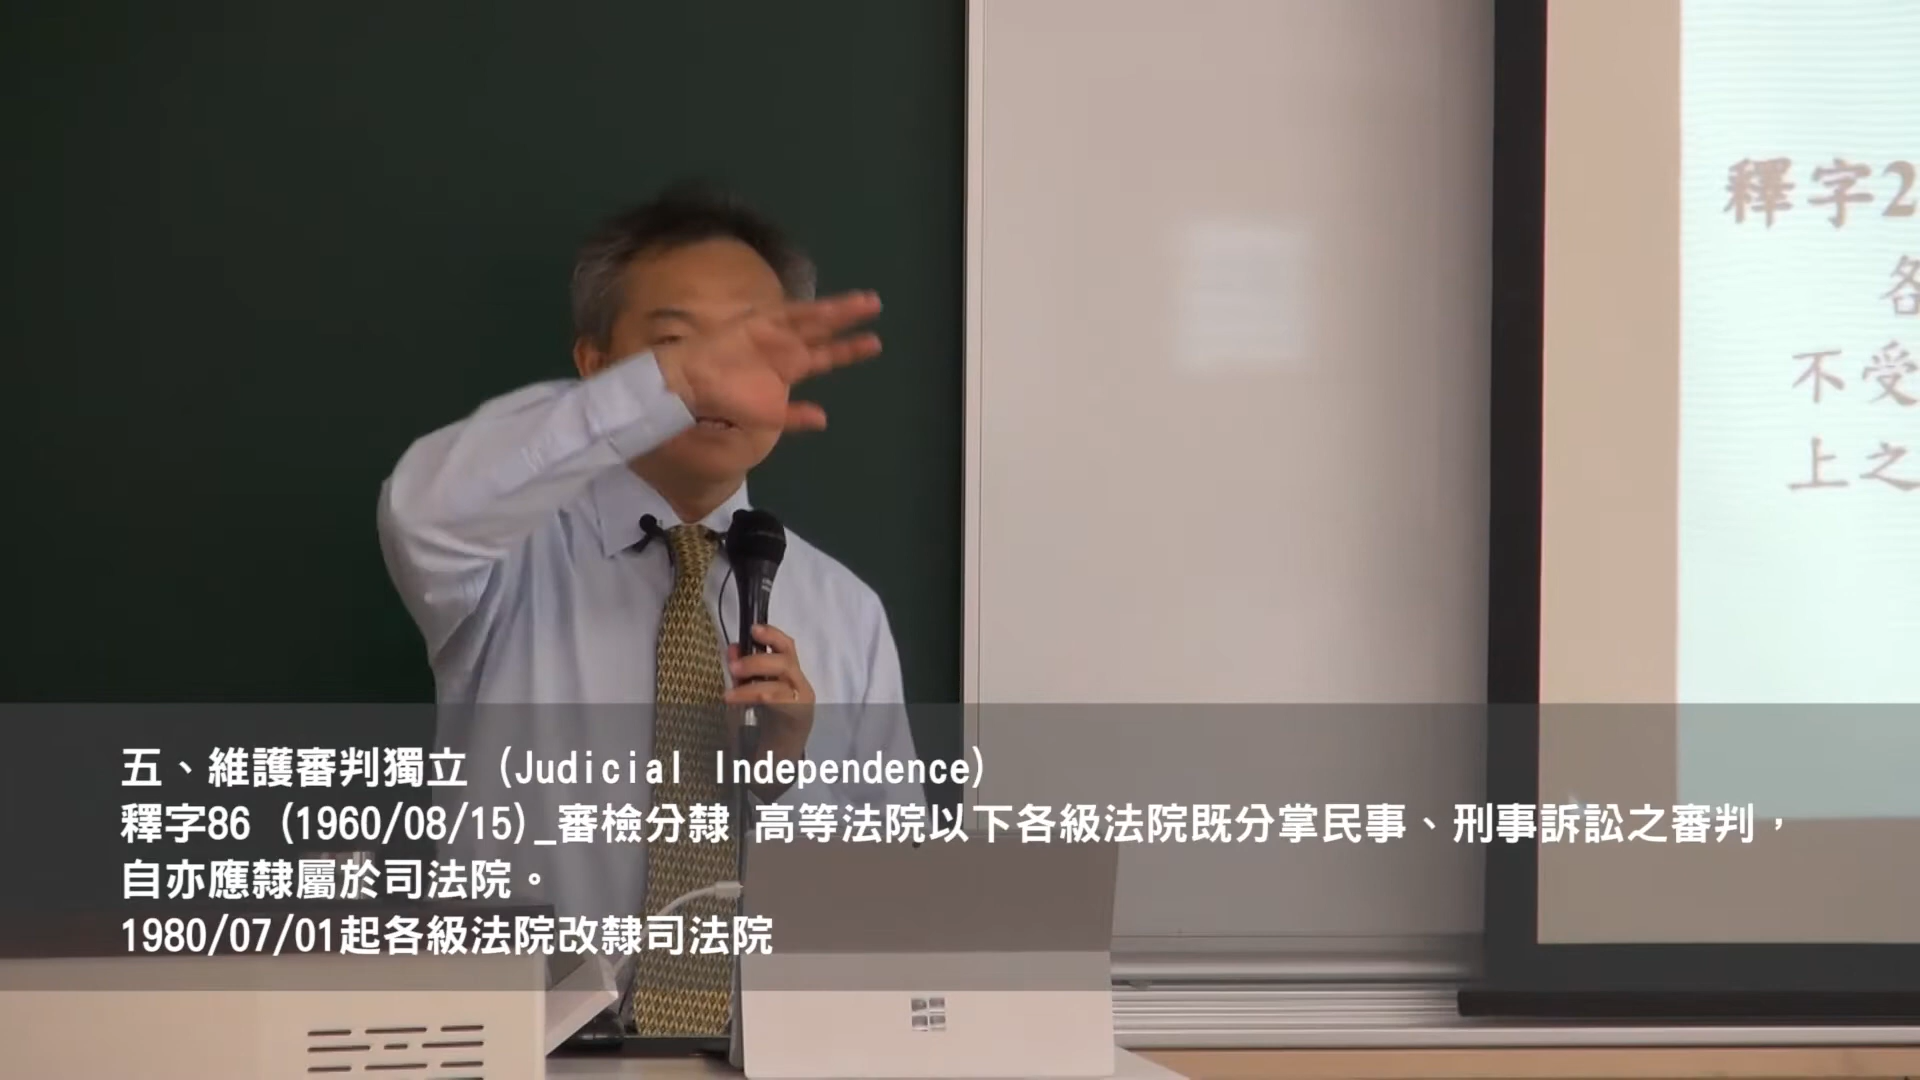 釋字2
各
不受
上之
五、維護審判獨立 (Judicial Independence)
釋字86 (1960/08/15)_審檢分隸 高等法院以下各級法院既分掌民事、刑事訴訟之審判，
自亦應隸屬於司法院。
1980/07/01起各級法院改隸司法院